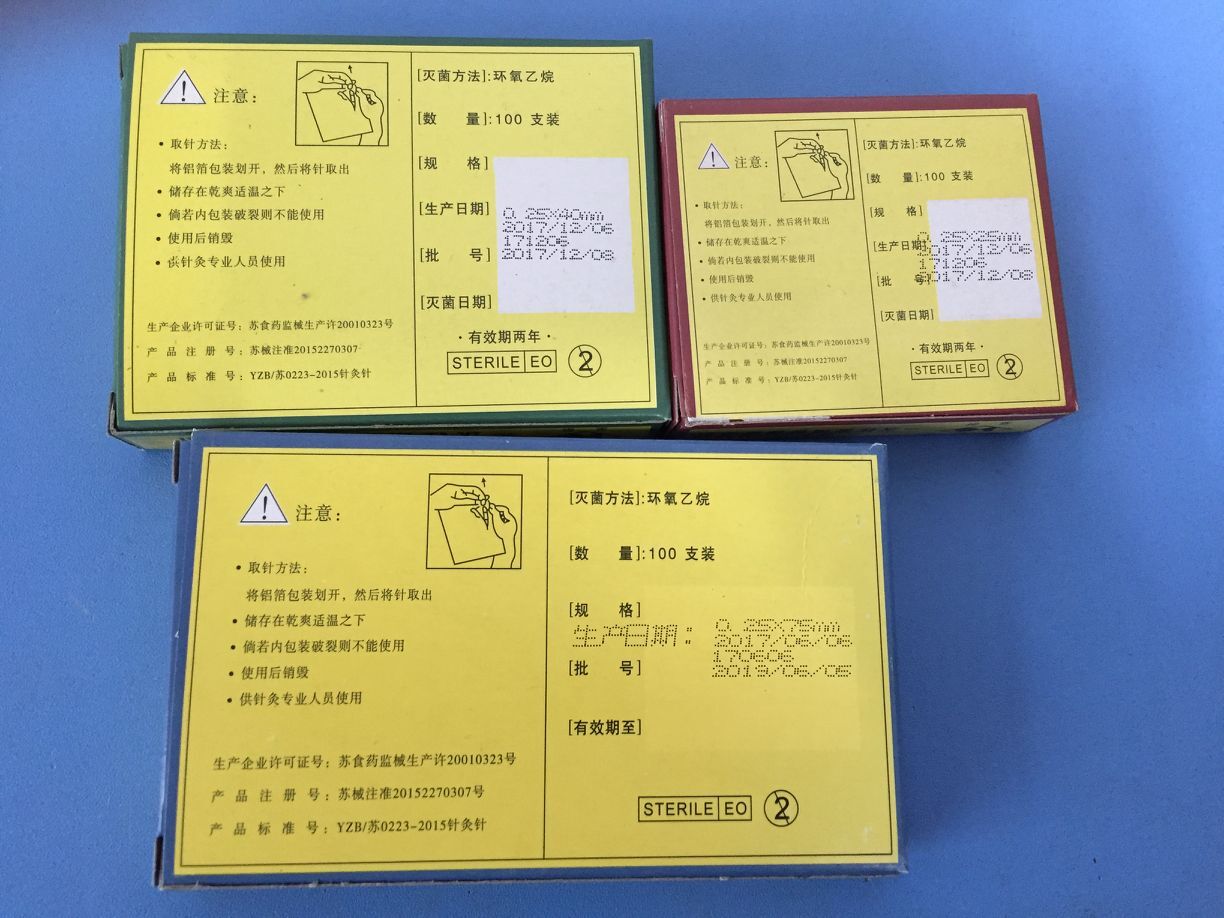 注意：
• 取针方法：
将铝箔包装划开，然后将针取出
• 储存在乾爽适温之下
• 倘若内包装破裂则不能使用
• 使用后销毁
• 供针灸专业人员使用
生产企业许可证号：苏食药监械生产许20010323号
产品注册号：苏械注准20152270307
产品标准号：YZB/苏0223-2015针灸针
[灭菌方法]:环氧乙烷
[数 量]:100 支装
[规 格]
0.25X40mm
[生产日期]
2017/12/06
171206
[批 号]
2017/12/08
[灭菌日期]
·有效期两年·
STERILE EO 2
注意：
• 取针方法：
将铝箔包装划开，然后将针取出
• 储存在乾爽适温之下
• 倘若内包装破裂则不能使用
• 使用后销毁
• 供针灸专业人员使用
生产企业许可证号：苏食药监械生产许20010323号
产品注册号：苏械注准20152270307
产品标准号：YZB/苏0223-2015针灸针
[灭菌方法]:环氧乙烷
[数 量]:100 支装
[规 格]
0.25X25mm
[生产日期]
2017/12/06
171206
[批 号]:
2017/12/08
[灭菌日期]
·有效期两年·
STERILE EO 2
注意：
• 取针方法：
将铝箔包装划开，然后将针取出
• 储存在乾爽适温之下
• 倘若内包装破裂则不能使用
• 使用后销毁
• 供针灸专业人员使用
生产企业许可证号：苏食药监械生产许20010323号
产品注册号：苏械注准20152270307号
产品标准号：YZB/苏0223-2015针灸针
[灭菌方法]:环氧乙烷
[数 量]:100 支装
[规 格]
0.25X75mm
生产日期：2017/06/06
170606
[批 号]
2019/06/05
[有效期至]
STERILE EO 2